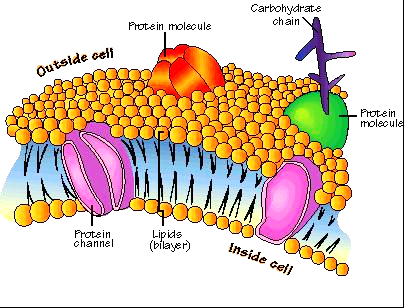 Carbohydrate
chain
Protein molecule
Outside cell
Protein
molecule
Protein
channel
Lipids
(bilayer)
Inside cell